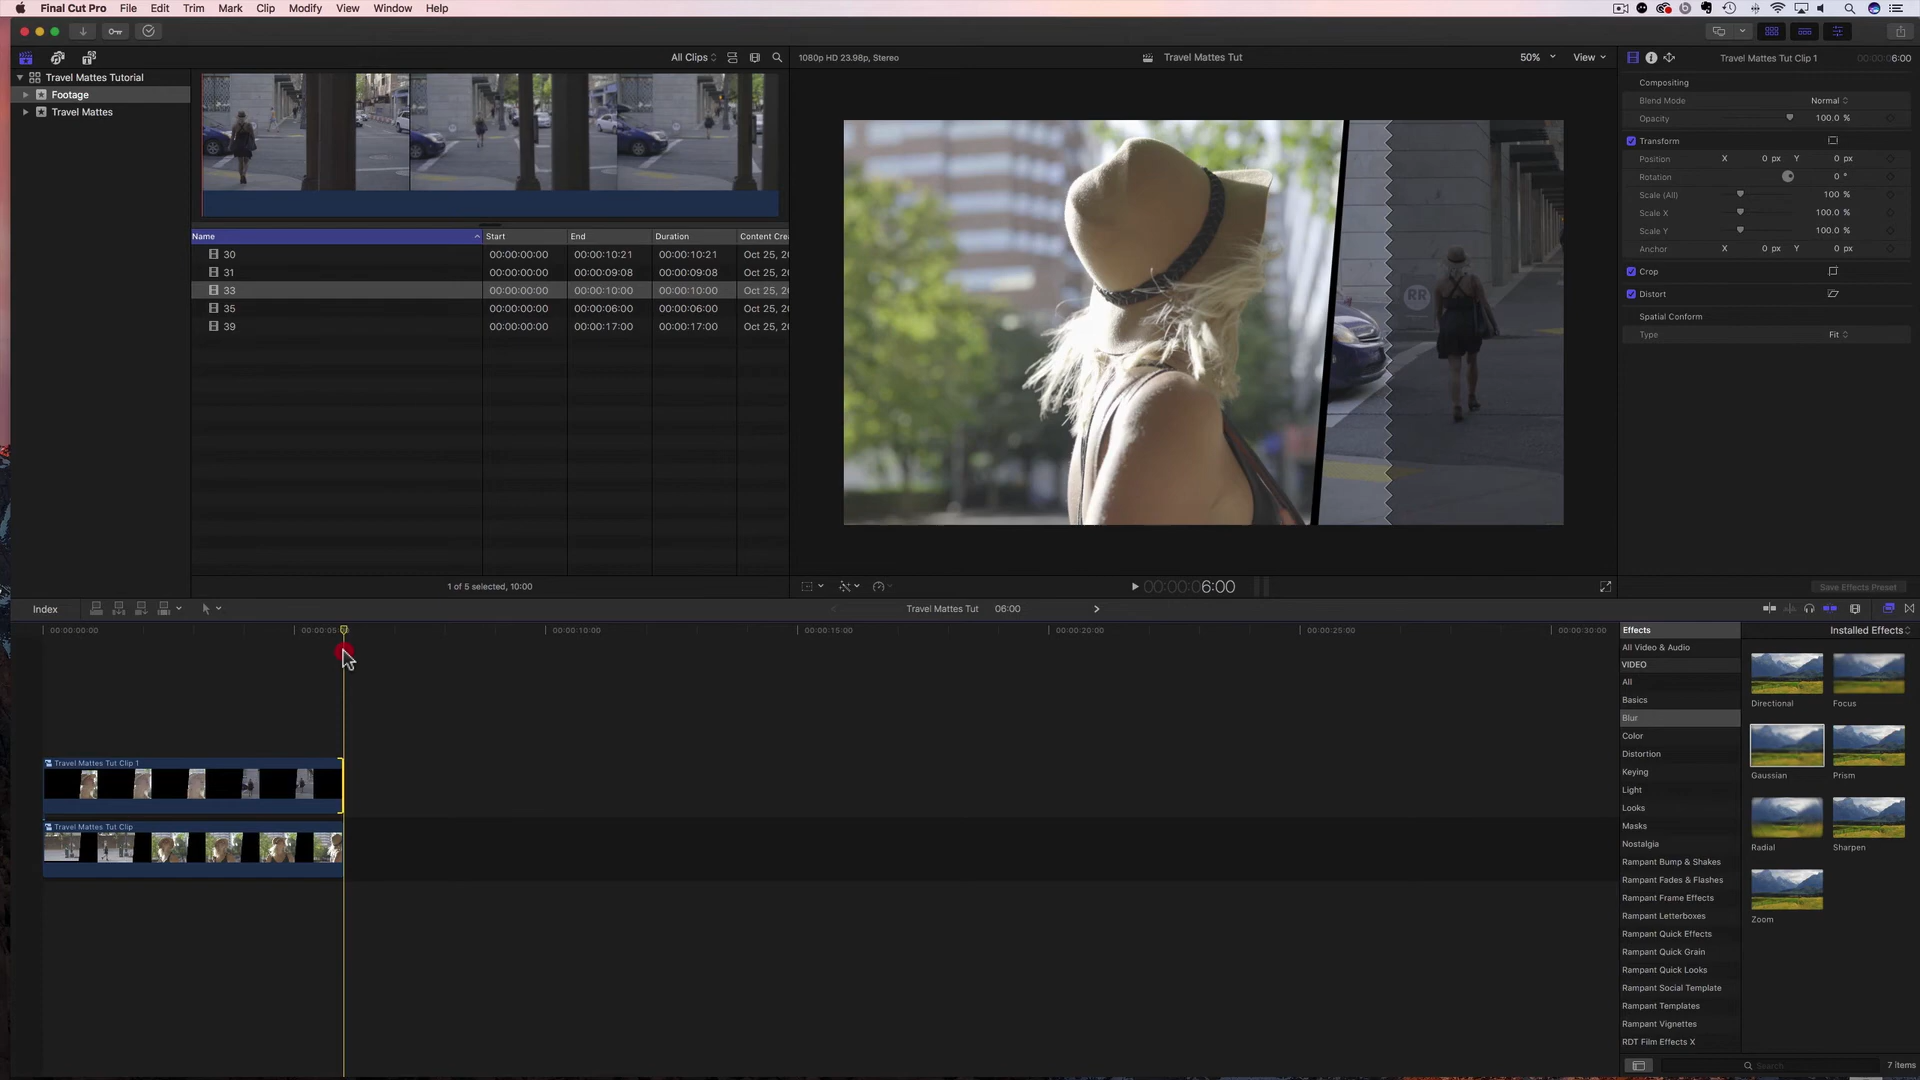 Final Cut Pro File Edit Trim Mark Clip Modify View Window Help
All Clips
1080p HD 23.98p, Stereo
Travel Mattes Tut
50%
View
Travel Mattes Tut Clip 1
6:00
Travel Mattes Tutorial
Footage
Travel Mattes
Name Start End Duration Content Cre
30 00:00:00:00 00:00:10:21 00:00:10:21 Oct 25, 20
31 00:00:00:00 00:00:09:08 00:00:09:08 Oct 25, 20
33 00:00:00:00 00:00:10:00 00:00:10:00 Oct 25, 20
35 00:00:00:00 00:00:06:00 00:00:06:00 Oct 25, 20
39 00:00:00:00 00:00:17:00 00:00:17:00 Oct 25, 20
1 of 5 selected, 10:00
RR
00:00:06:00
Compositing
Blend Mode Normal
Opacity 100.0 %
Transform
Position X 0 px Y 0 px
Rotation 0 °
Scale (All) 100 %
Scale X 100.0 %
Scale Y 100.0 %
Anchor X 0 px Y 0 px
Crop
Distort
Spatial Conform
Type Fit
Save Effects Preset
Index
Travel Mattes Tut 06:00
00:00:00:00 00:00:10:00 00:00:15:00 00:00:20:00 00:00:25:00 00:00:30:00
Travel Mattes Tut Clip 1
Travel Mattes Tut Clip
Effects
Installed Effects
All Video & Audio
VIDEO
All
Basics
Blur
Color
Distortion
Keying
Light
Looks
Masks
Nostalgia
Rampant Bump & Shakes
Rampant Fades & Flashes
Rampant Frame Effects
Rampant Letterboxes
Rampant Quick Effects
Rampant Quick Grain
Rampant Quick Looks
Rampant Social Template
Rampant Templates
Rampant Vignettes
RDT Film Effects X
Directional Focus
Gaussian Prism
Radial Sharpen
Zoom
Search
7 items